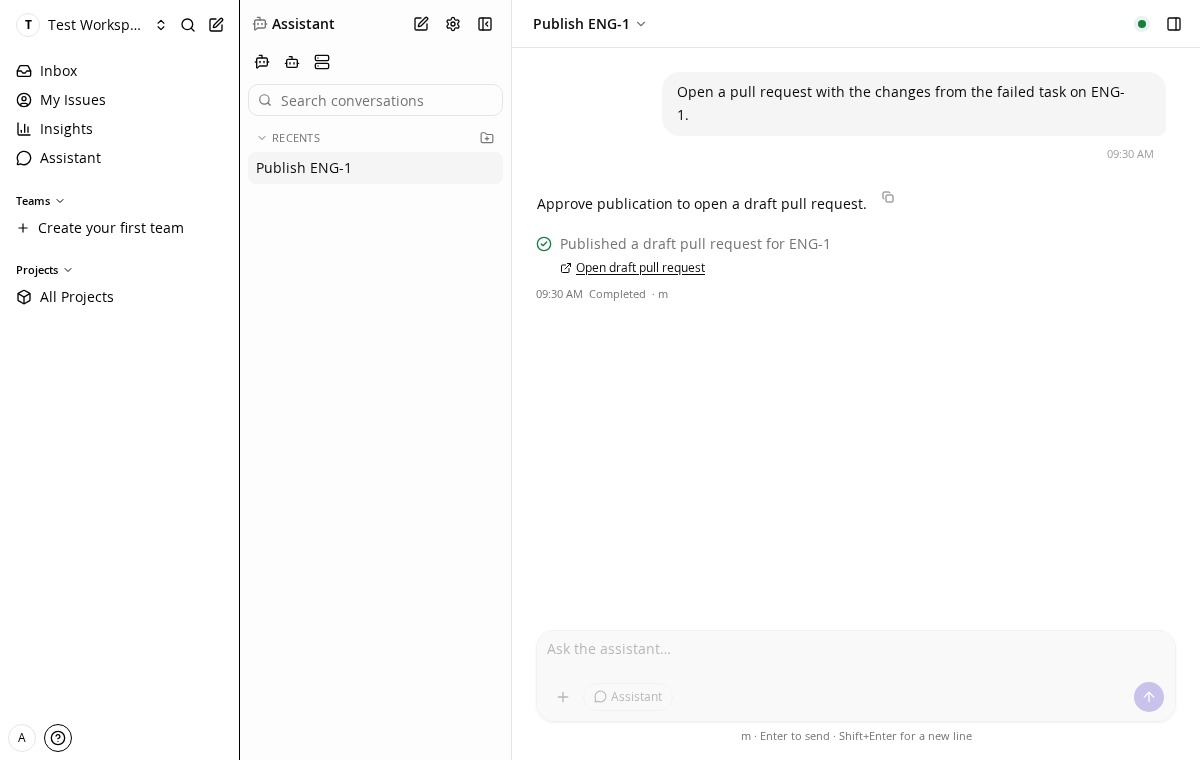 T
Test Worksp...
Inbox
My Issues
Insights
Assistant
Teams
Create your first team
Projects
All Projects
A
Assistant
Search conversations
RECENTS
Publish ENG-1
Publish ENG-1
Open a pull request with the changes from the failed task on ENG-
1.
09:30 AM
Approve publication to open a draft pull request.
Published a draft pull request for ENG-1
Open draft pull request
09:30 AM Completed · m
Ask the assistant...
Assistant
m · Enter to send · Shift+Enter for a new line